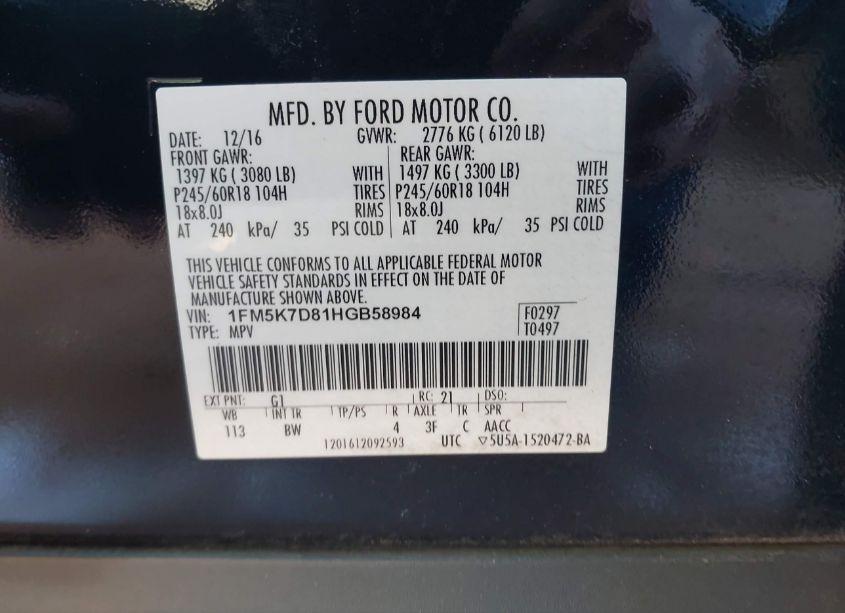 MFD. BY FORD MOTOR CO.
DATE: 12/16 GVWR: 2776 KG ( 6120 LB)
FRONT GAWR: REAR GAWR:
1397 KG ( 3080 LB) WITH 1497 KG ( 3300 LB) WITH
P245/60R18 104H TIRES P245/60R18 104H TIRES
18x8.0J RIMS 18x8.0J RIMS
AT 240 kPa/ 35 PSI COLD AT 240 kPa/ 35 PSI COLD
THIS VEHICLE CONFORMS TO ALL APPLICABLE FEDERAL MOTOR
VEHICLE SAFETY STANDARDS IN EFFECT ON THE DATE OF
MANUFACTURE SHOWN ABOVE.
VIN: 1FM5K7D81HGB58984 F0297
TYPE: MPV T0497
EXT PNT: G1 RC: 21 DSO:
WB INT TR TP/PS R AXLE TR SPR
113 BW 4 3F C AACC
1201612092593 UTC ▽5U5A-1520472-BA